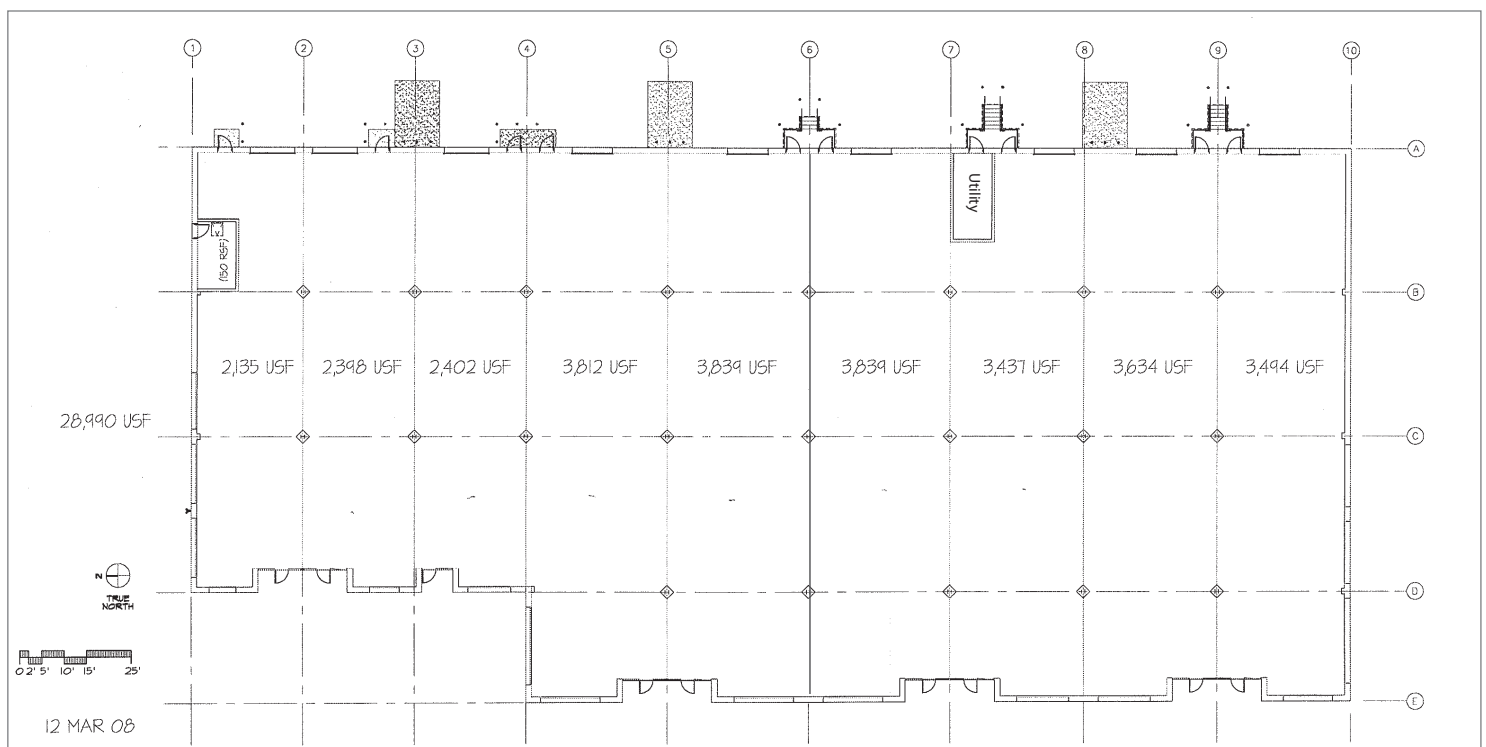 1 2 3 4 5 6 7 8 9 10
A
Utility
(150 RSF)
B
2,135 USF 2,398 USF 2,402 USF 3,812 USF 3,839 USF 3,839 USF 3,437 USF 3,634 USF 3,494 USF
28,990 USF
C
N
TRUE
NORTH
D
0 2' 5' 10' 15' 25'
E
12 MAR 08